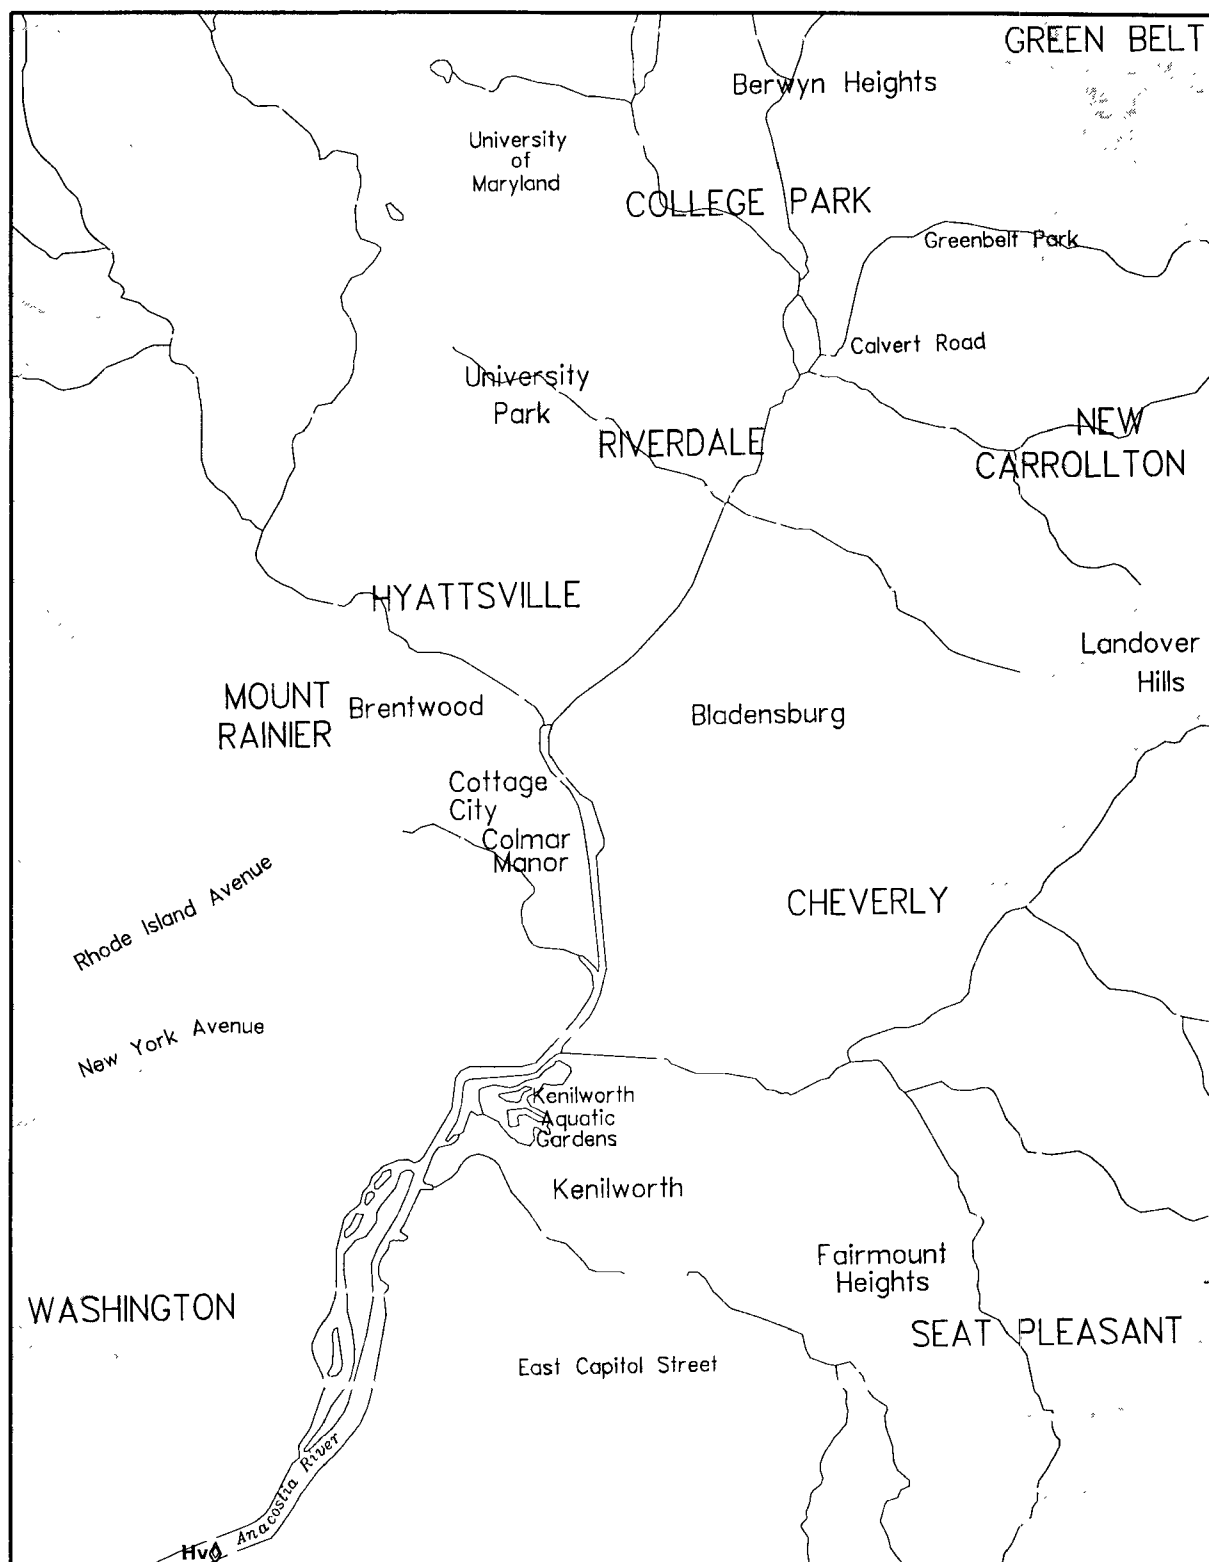 GREEN BELT
Berwyn Heights
University
of
Maryland
COLLEGE PARK
Greenbelt Park
Calvert Road
University
Park
RIVERDALE
NEW
CARROLLTON
HYATTSVILLE
Landover
Hills
MOUNT
RAINIER
Brentwood
Bladensburg
Cottage
City
Colmar
Manor
Rhode Island Avenue
CHEVERLY
New York Avenue
Kenilworth
Aquatic
Gardens
Kenilworth
Fairmount
Heights
WASHINGTON
SEAT PLEASANT
East Capitol Street
Anacostia River
Hv